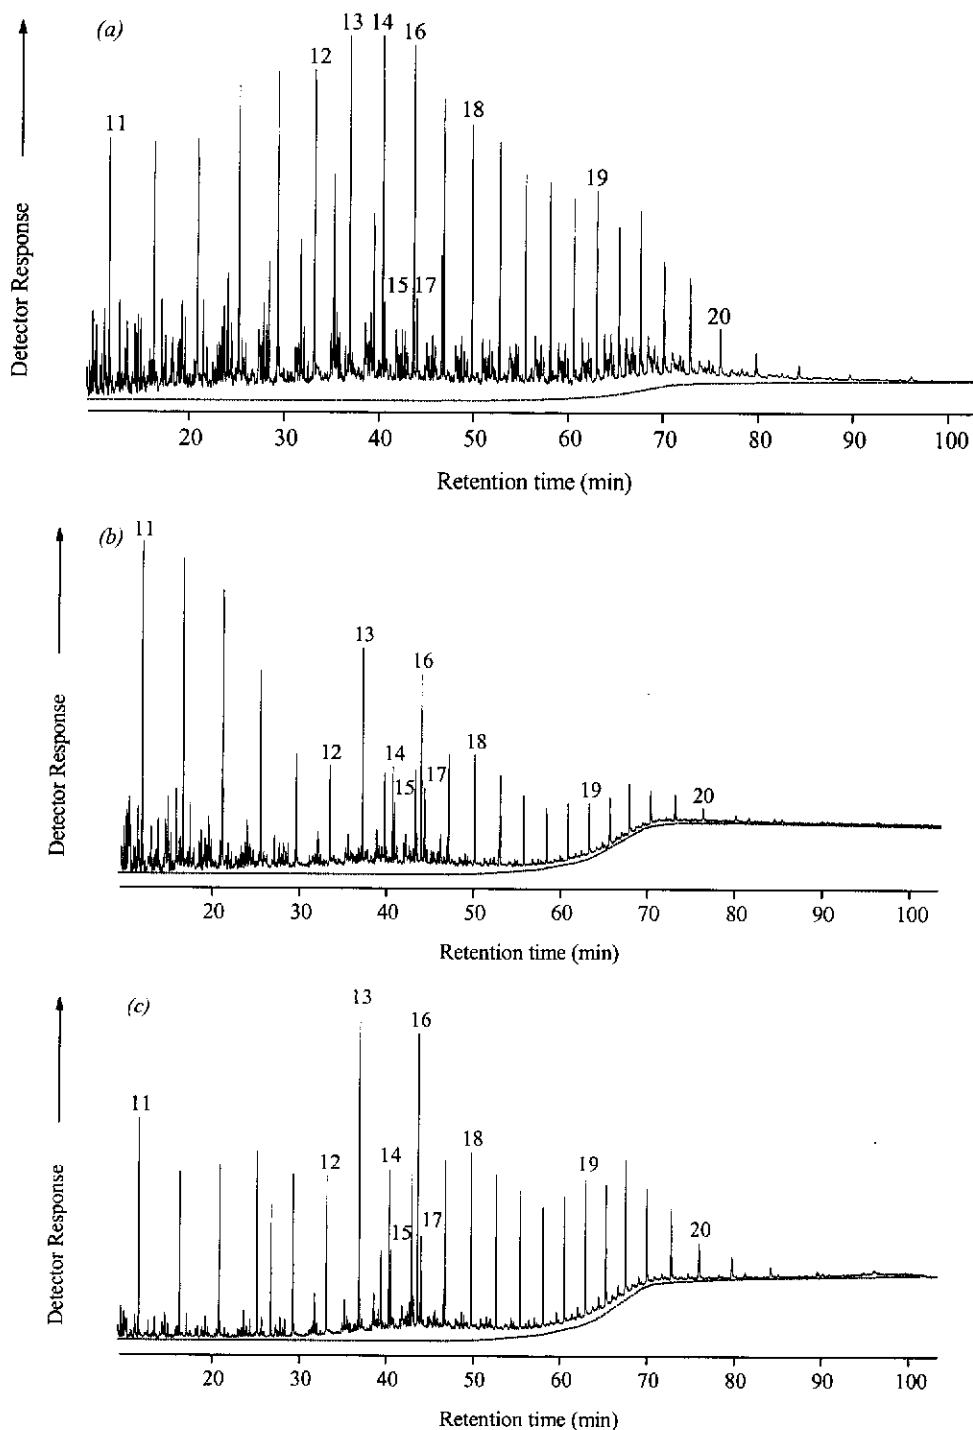 (a)
13 14
12 16
11 18
19
15 17
20
Detector Response
20 30 40 50 60 70 80 90 100
Retention time (min)
(b)
11
13
16
12 14 18
15 17 19 20
Detector Response
20 30 40 50 60 70 80 90 100
Retention time (min)
(c)
13
16
11
18
12 14 19
15 17
20
Detector Response
20 30 40 50 60 70 80 90 100
Retention time (min)